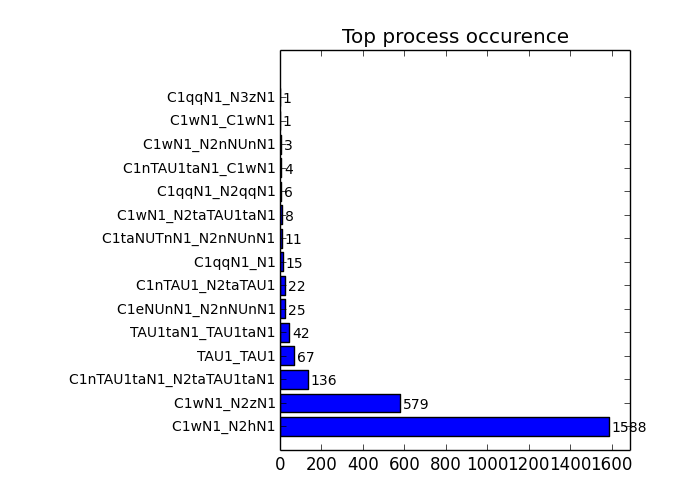 Top process occurence
C1qqN1_N3zN1 1
C1wN1_C1wN1 1
C1wN1_N2nNUnN1 3
C1nTAU1taN1_C1wN1 4
C1qqN1_N2qqN1 6
C1wN1_N2taTAU1taN1 8
C1taNUTnN1_N2nNUnN1 11
C1qqN1_N1 15
C1nTAU1_N2taTAU1 22
C1eNUnN1_N2nNUnN1 25
TAU1taN1_TAU1taN1 42
TAU1_TAU1 67
C1nTAU1taN1_N2taTAU1taN1 136
C1wN1_N2zN1 579
C1wN1_N2hN1 1588
0 200 400 600 800 1000 1200 1400 1600